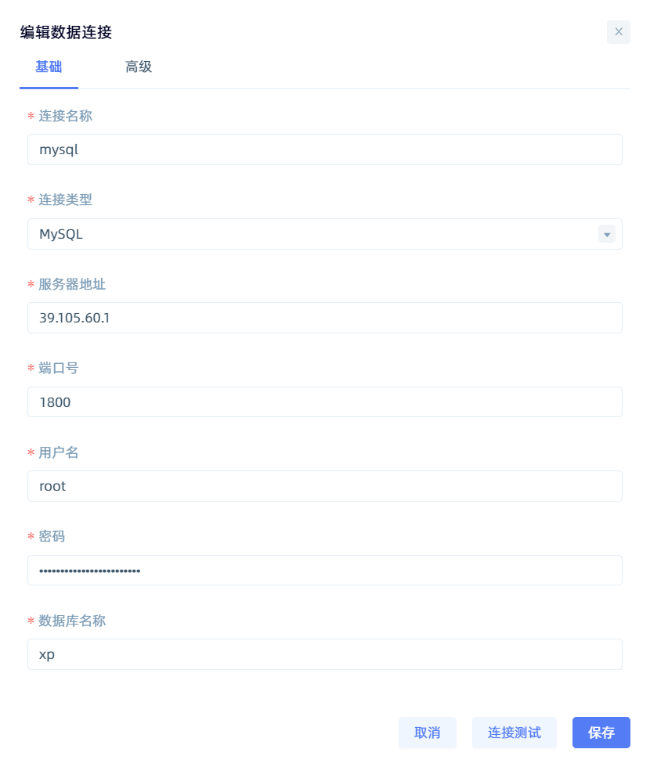 编辑数据连接
×
基础 高级
* 连接名称
mysql
* 连接类型
MySQL
* 服务器地址
39.105.60.1
* 端口号
1800
* 用户名
root
* 密码
••••••••••••••••••••••••
* 数据库名称
xp
取消 连接测试 保存